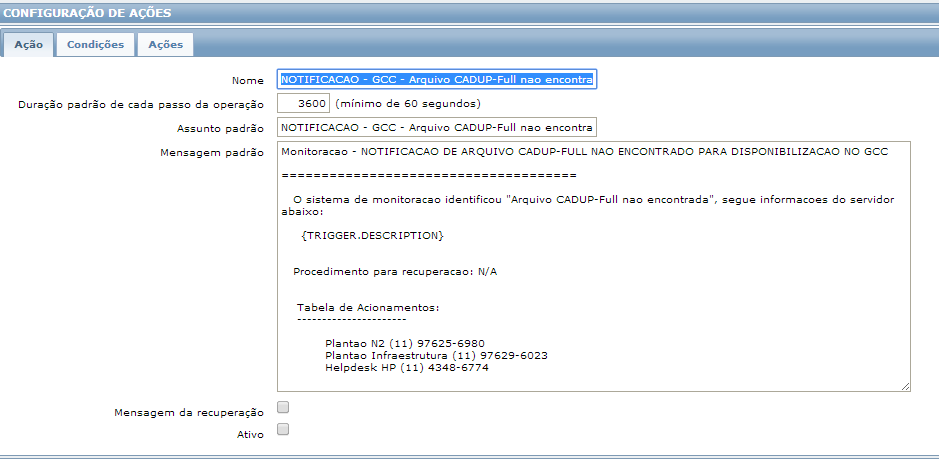 CONFIGURAÇÃO DE AÇÕES
Ação Condições Ações
Nome NOTIFICACAO - GCC - Arquivo CADUP-Full nao encontra
Duração padrão de cada passo da operação 3600 (mínimo de 60 segundos)
Assunto padrão NOTIFICACAO - GCC - Arquivo CADUP-Full nao encontra
Mensagem padrão Monitoracao - NOTIFICACAO DE ARQUIVO CADUP-FULL NAO ENCONTRADO PARA DISPONIBILIZACAO NO GCC
=====================================
O sistema de monitoracao identificou "Arquivo CADUP-Full nao encontrada", segue informacoes do servidor
abaixo:
{TRIGGER.DESCRIPTION}
Procedimento para recuperacao: N/A
Tabela de Acionamentos:
----------------------
Plantao N2 (11) 97625-6980
Plantao Infraestrutura (11) 97629-6023
Helpdesk HP (11) 4348-6774
Mensagem da recuperação
Ativo